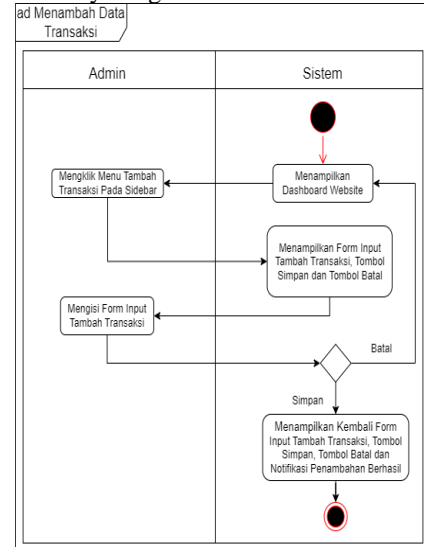 ad Menambah Data
Transaksi
Admin
Sistem
Menampilkan
Dashboard Website
Mengklik Menu Tambah
Transaksi Pada Sidebar
Menampilkan Form Input
Tambah Transaksi, Tombol
Simpan dan Tombol Batal
Mengisi Form Input
Tambah Transaksi
Batal
Simpan
Menampilkan Kembali Form
Input Tambah Transaksi, Tombol
Simpan, Tombol Batal dan
Notifikasi Penambahan Berhasil